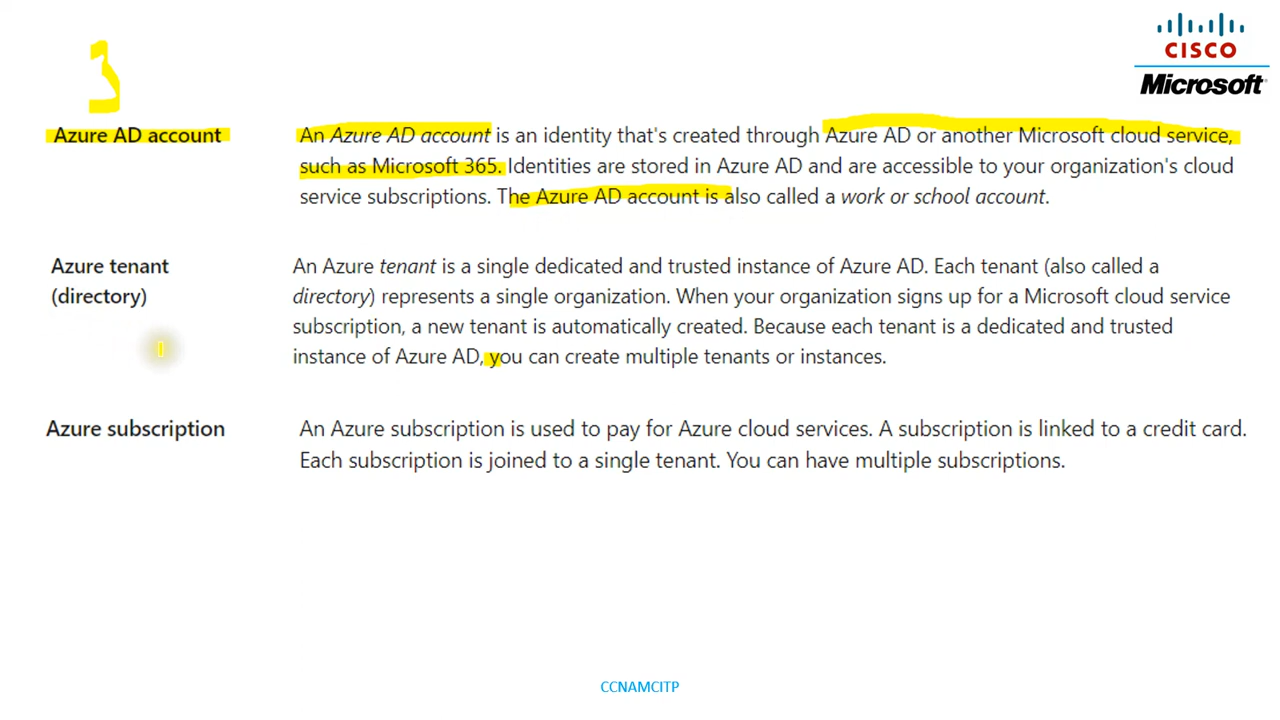 CISCO
Microsoft
Azure AD account
An Azure AD account is an identity that's created through Azure AD or another Microsoft cloud service,
such as Microsoft 365. Identities are stored in Azure AD and are accessible to your organization's cloud
service subscriptions. The Azure AD account is also called a work or school account.
Azure tenant
(directory)
An Azure tenant is a single dedicated and trusted instance of Azure AD. Each tenant (also called a
directory) represents a single organization. When your organization signs up for a Microsoft cloud service
subscription, a new tenant is automatically created. Because each tenant is a dedicated and trusted
instance of Azure AD, you can create multiple tenants or instances.
Azure subscription
An Azure subscription is used to pay for Azure cloud services. A subscription is linked to a credit card.
Each subscription is joined to a single tenant. You can have multiple subscriptions.
CCNAMCITP